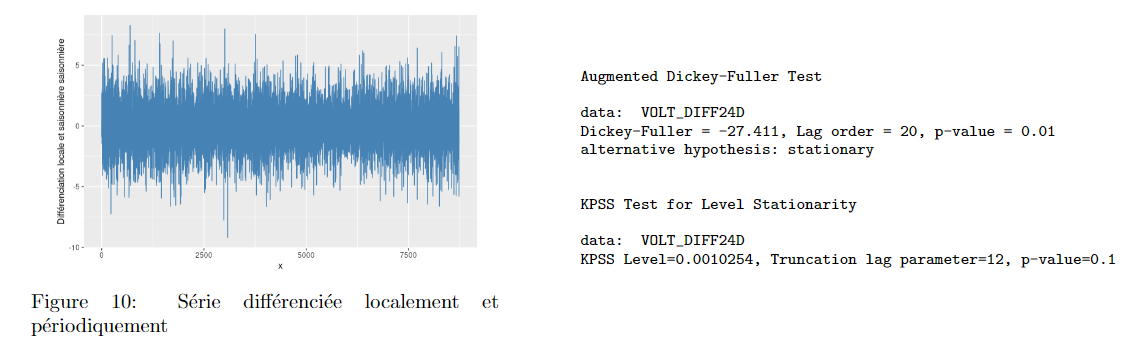 Différenciation locale et saisonnière saisonnière
5
0
-5
-10
0
2500
5000
7500
x
Figure 10: Série différenciée localement et
périodiquement
Augmented Dickey-Fuller Test
data: VOLT_DIFF24D
Dickey-Fuller = -27.411, Lag order = 20, p-value = 0.01
alternative hypothesis: stationary
KPSS Test for Level Stationarity
data: VOLT_DIFF24D
KPSS Level=0.0010254, Truncation lag parameter=12, p-value=0.1